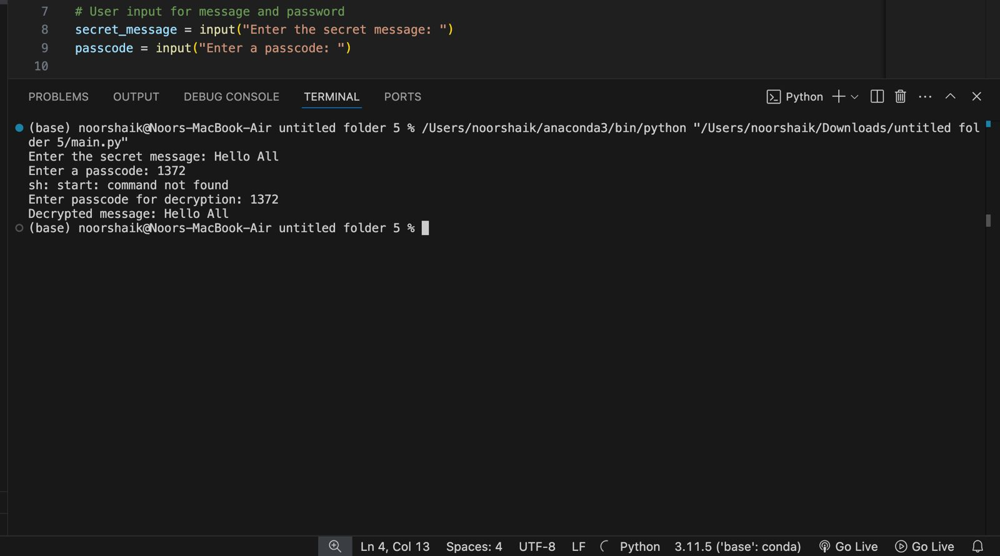 7 # User input for message and password
8 secret_message = input("Enter the secret message: ")
9 passcode = input("Enter a passcode: ")
10
PROBLEMS OUTPUT DEBUG CONSOLE TERMINAL PORTS Python
(base) noorshaik@Noors-MacBook-Air untitled folder 5 % /Users/noorshaik/anaconda3/bin/python "/Users/noorshaik/Downloads/untitled fol
der 5/main.py"
Enter the secret message: Hello All
Enter a passcode: 1372
sh: start: command not found
Enter passcode for decryption: 1372
Decrypted message: Hello All
(base) noorshaik@Noors-MacBook-Air untitled folder 5 %
Ln 4, Col 13 Spaces: 4 UTF-8 LF Python 3.11.5 ('base': conda) Go Live Go Live